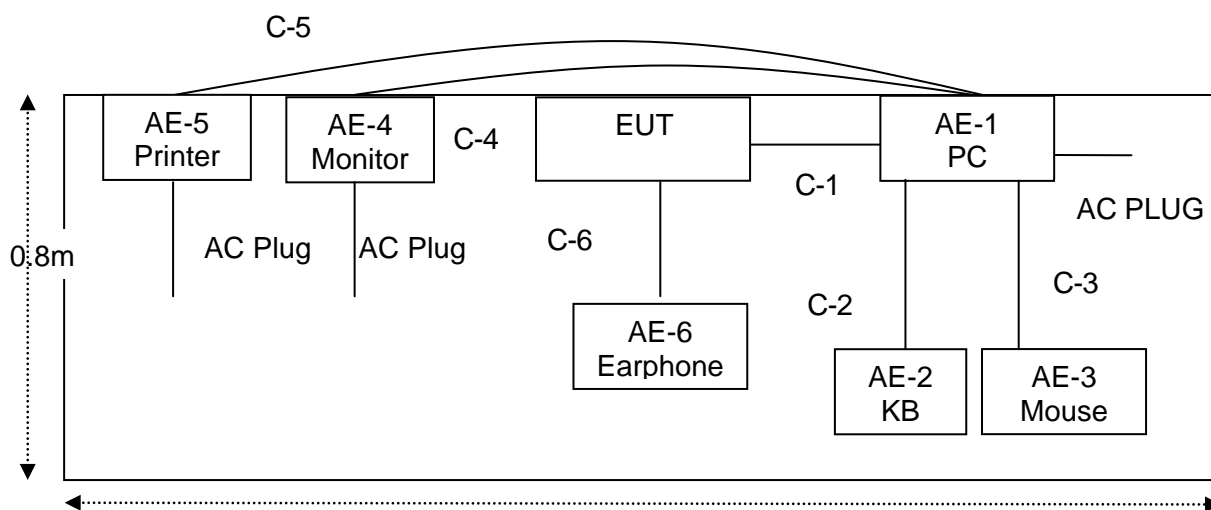 C-5
AE-5
Printer
AE-4
Monitor
C-4
EUT
AE-1
PC
C-1
AC PLUG
0.8m
AC Plug
AC Plug
C-6
C-2
C-3
AE-6
Earphone
AE-2
KB
AE-3
Mouse